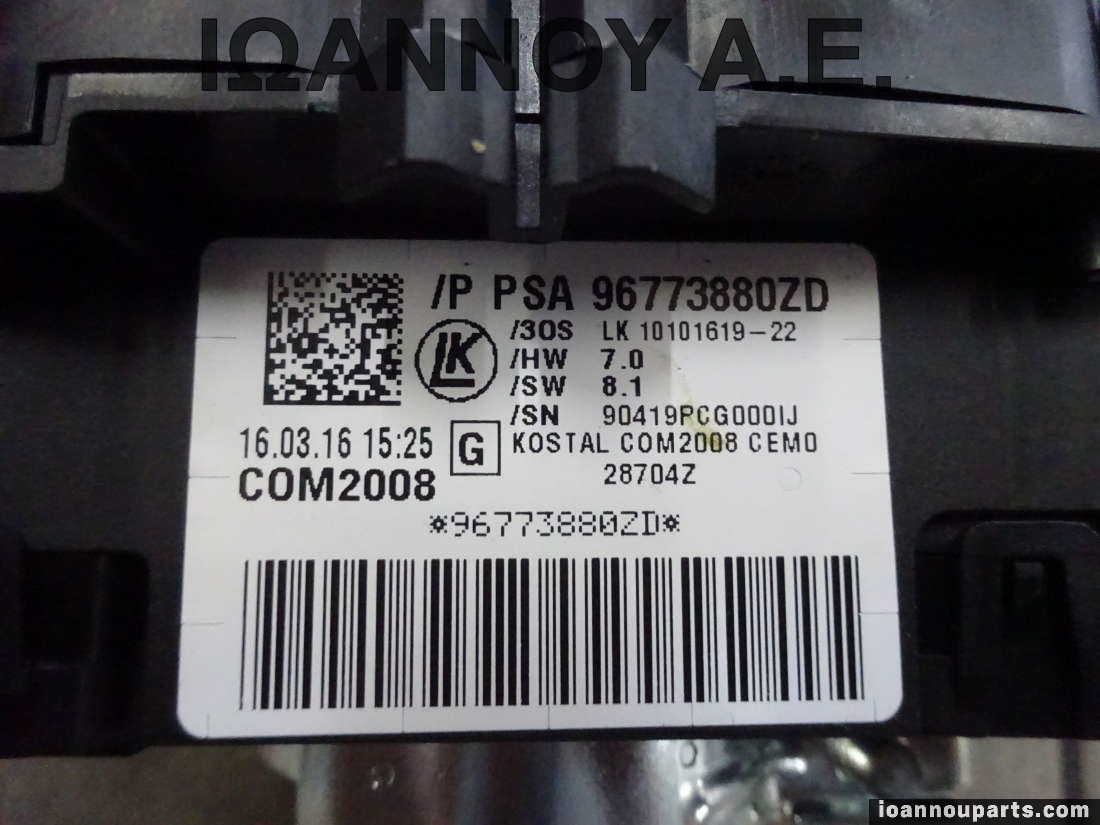 ΙΩΑΝΝΟΥ Α.Ε.
/P PSA 96773880ZD
/30S LK 10101619-22
LK
/HW 7.0
/SW 8.1
/SN 90419PCG000IJ
16.03.16 15:25 G KOSTAL COM2008 CEMO
COM2008 28704Z
*96773880ZD*
ioannouparts.com